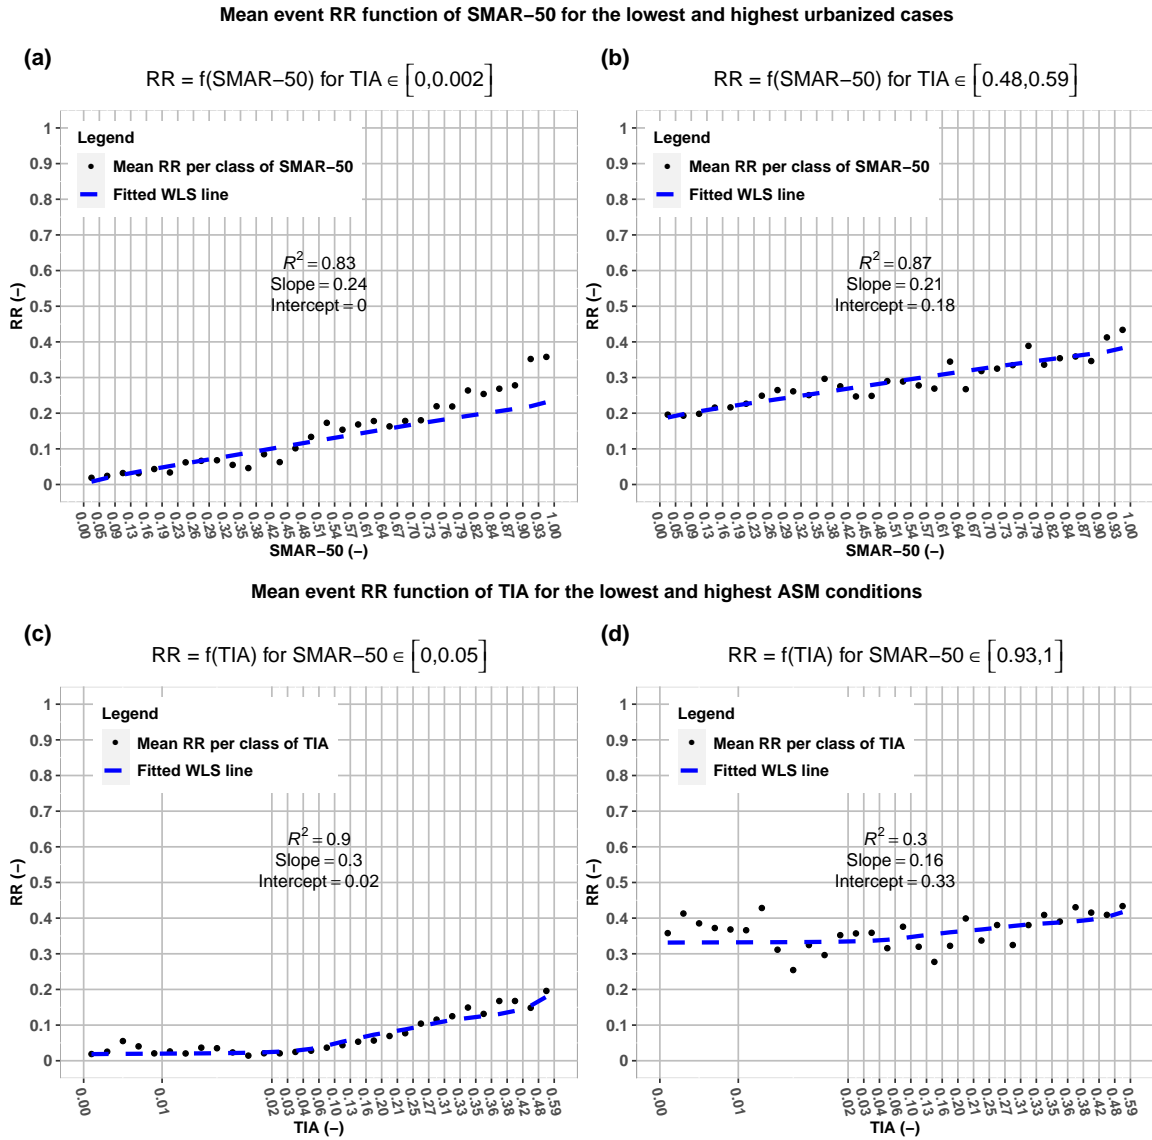 Mean event RR function of SMAR−50 for the lowest and highest urbanized cases
(a)
RR = f(SMAR−50) for TIA ∈ [0,0.002]
Legend
Mean RR per class of SMAR−50
Fitted WLS line
R² = 0.83
Slope = 0.24
Intercept = 0
RR (−)
1
0.9
0.8
0.7
0.6
0.5
0.4
0.3
0.2
0.1
0
0.00 0.05 0.09 0.13 0.16 0.19 0.23 0.26 0.29 0.32 0.35 0.38 0.42 0.45 0.48 0.51 0.54 0.57 0.61 0.64 0.67 0.70 0.73 0.76 0.79 0.82 0.84 0.87 0.90 0.93 1.00
SMAR−50 (−)
(b)
RR = f(SMAR−50) for TIA ∈ [0.48,0.59]
Legend
Mean RR per class of SMAR−50
Fitted WLS line
R² = 0.87
Slope = 0.21
Intercept = 0.18
RR (−)
1
0.9
0.8
0.7
0.6
0.5
0.4
0.3
0.2
0.1
0
0.00 0.05 0.09 0.13 0.16 0.19 0.23 0.26 0.29 0.32 0.35 0.38 0.42 0.45 0.48 0.51 0.54 0.57 0.61 0.64 0.67 0.70 0.73 0.76 0.79 0.82 0.84 0.87 0.90 0.93 1.00
SMAR−50 (−)
Mean event RR function of TIA for the lowest and highest ASM conditions
(c)
RR = f(TIA) for SMAR−50 ∈ [0,0.05]
Legend
Mean RR per class of TIA
Fitted WLS line
R² = 0.9
Slope = 0.3
Intercept = 0.02
RR (−)
1
0.9
0.8
0.7
0.6
0.5
0.4
0.3
0.2
0.1
0
0.00 0.01 0.02 0.03 0.04 0.06 0.10 0.13 0.16 0.20 0.21 0.25 0.27 0.31 0.33 0.35 0.36 0.38 0.42 0.48 0.59
TIA (−)
(d)
RR = f(TIA) for SMAR−50 ∈ [0.93,1]
Legend
Mean RR per class of TIA
Fitted WLS line
R² = 0.3
Slope = 0.16
Intercept = 0.33
RR (−)
1
0.9
0.8
0.7
0.6
0.5
0.4
0.3
0.2
0.1
0
0.00 0.01 0.02 0.03 0.04 0.06 0.10 0.13 0.16 0.20 0.21 0.25 0.27 0.31 0.33 0.35 0.36 0.38 0.42 0.48 0.59
TIA (−)